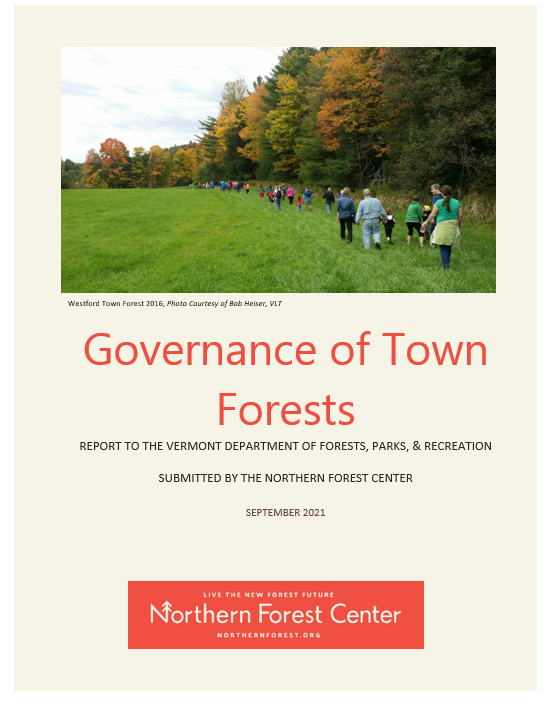 Westford Town Forest 2016, Photo Courtesy of Bob Heiser, VLT
Governance of Town
Forests
REPORT TO THE VERMONT DEPARTMENT OF FORESTS, PARKS, & RECREATION
SUBMITTED BY THE NORTHERN FOREST CENTER
SEPTEMBER 2021
LIVE THE NEW FOREST FUTURE
Northern Forest Center
NORTHERNFOREST.ORG